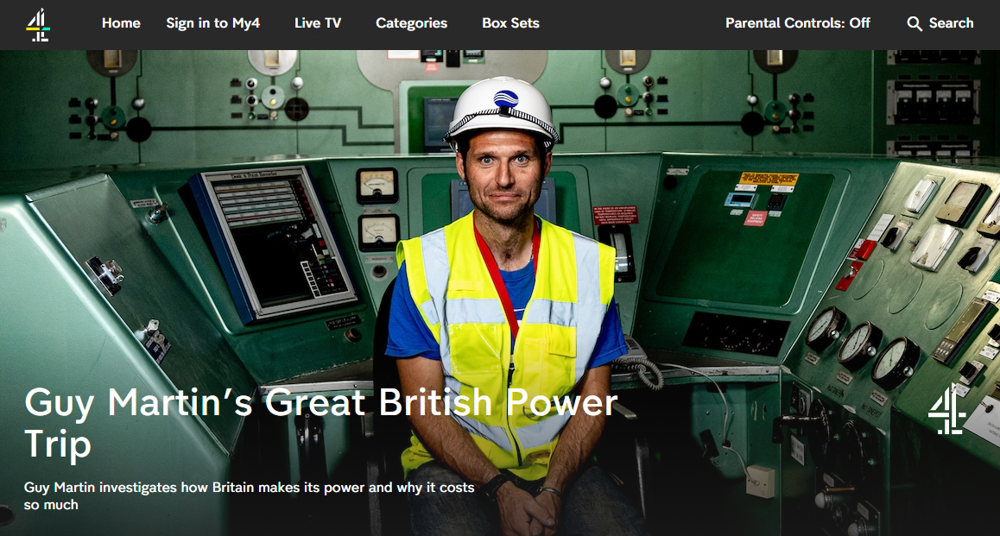 Home Sign in to My4 Live TV Categories Box Sets Parental Controls: Off Search
Guy Martin's Great British Power
Trip
Guy Martin investigates how Britain makes its power and why it costs
so much